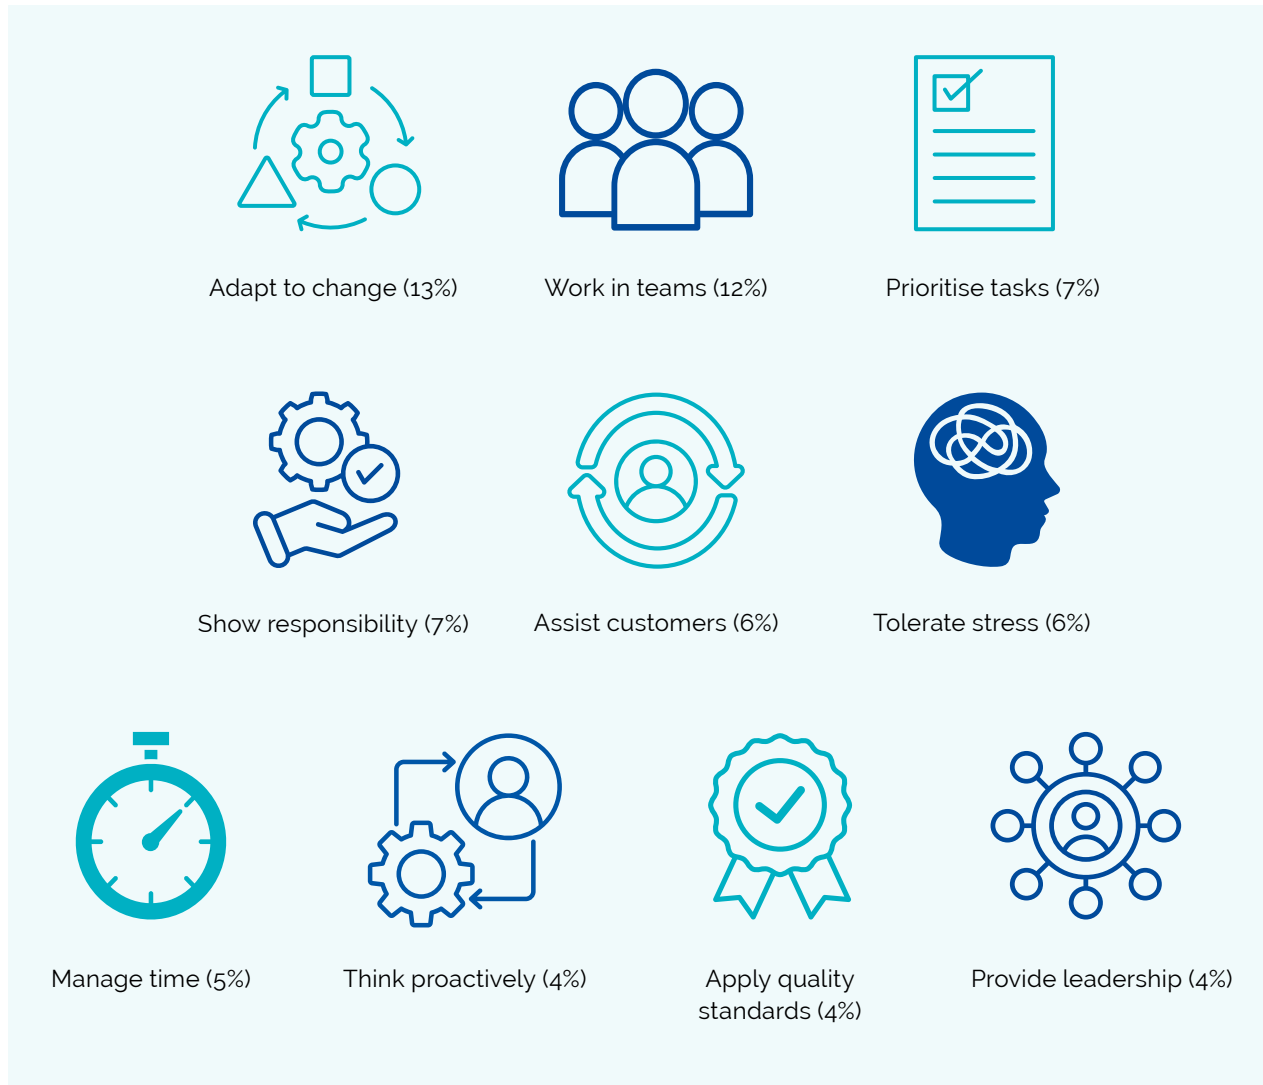 Adapt to change (13%)
Work in teams (12%)
Prioritise tasks (7%)
Show responsibility (7%)
Assist customers (6%)
Tolerate stress (6%)
Manage time (5%)
Think proactively (4%)
Apply quality
standards (4%)
Provide leadership (4%)